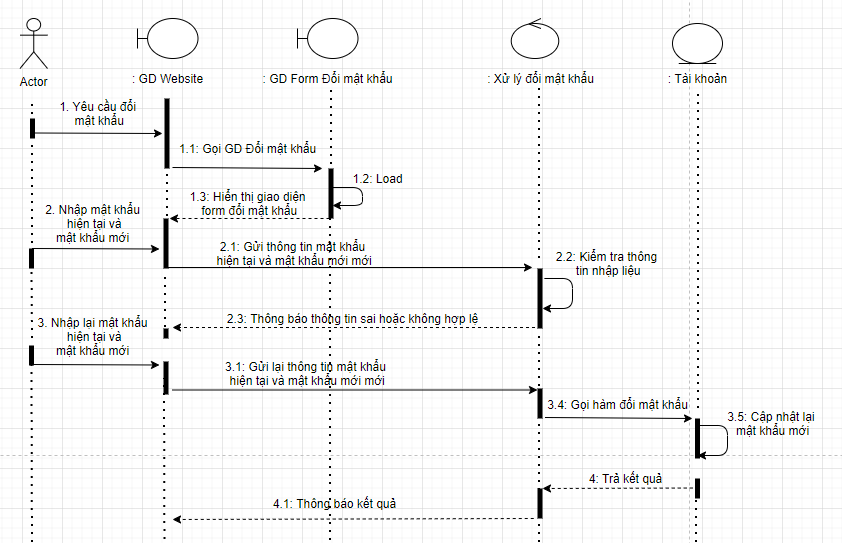 Actor
: GD Website
: GD Form Đổi mật khẩu
: Xử lý đổi mật khẩu
: Tài khoản
1. Yêu cầu đổi
mật khẩu
1.1: Gọi GD Đổi mật khẩu
1.2: Load
1.3: Hiển thị giao diện
form đổi mật khẩu
2. Nhập mật khẩu
hiện tại và
mật khẩu mới
2.1: Gửi thông tin mật khẩu
hiện tại và mật khẩu mới mới
2.2: Kiểm tra thông
tin nhập liệu
2.3: Thông báo thông tin sai hoặc không hợp lệ
3. Nhập lại mật khẩu
hiện tại và
mật khẩu mới
3.1: Gửi lại thông tin mật khẩu
hiện tại và mật khẩu mới mới
3.4: Gọi hàm đổi mật khẩu
3.5: Cập nhật lại
mật khẩu mới
4: Trả kết quả
4.1: Thông báo kết quả